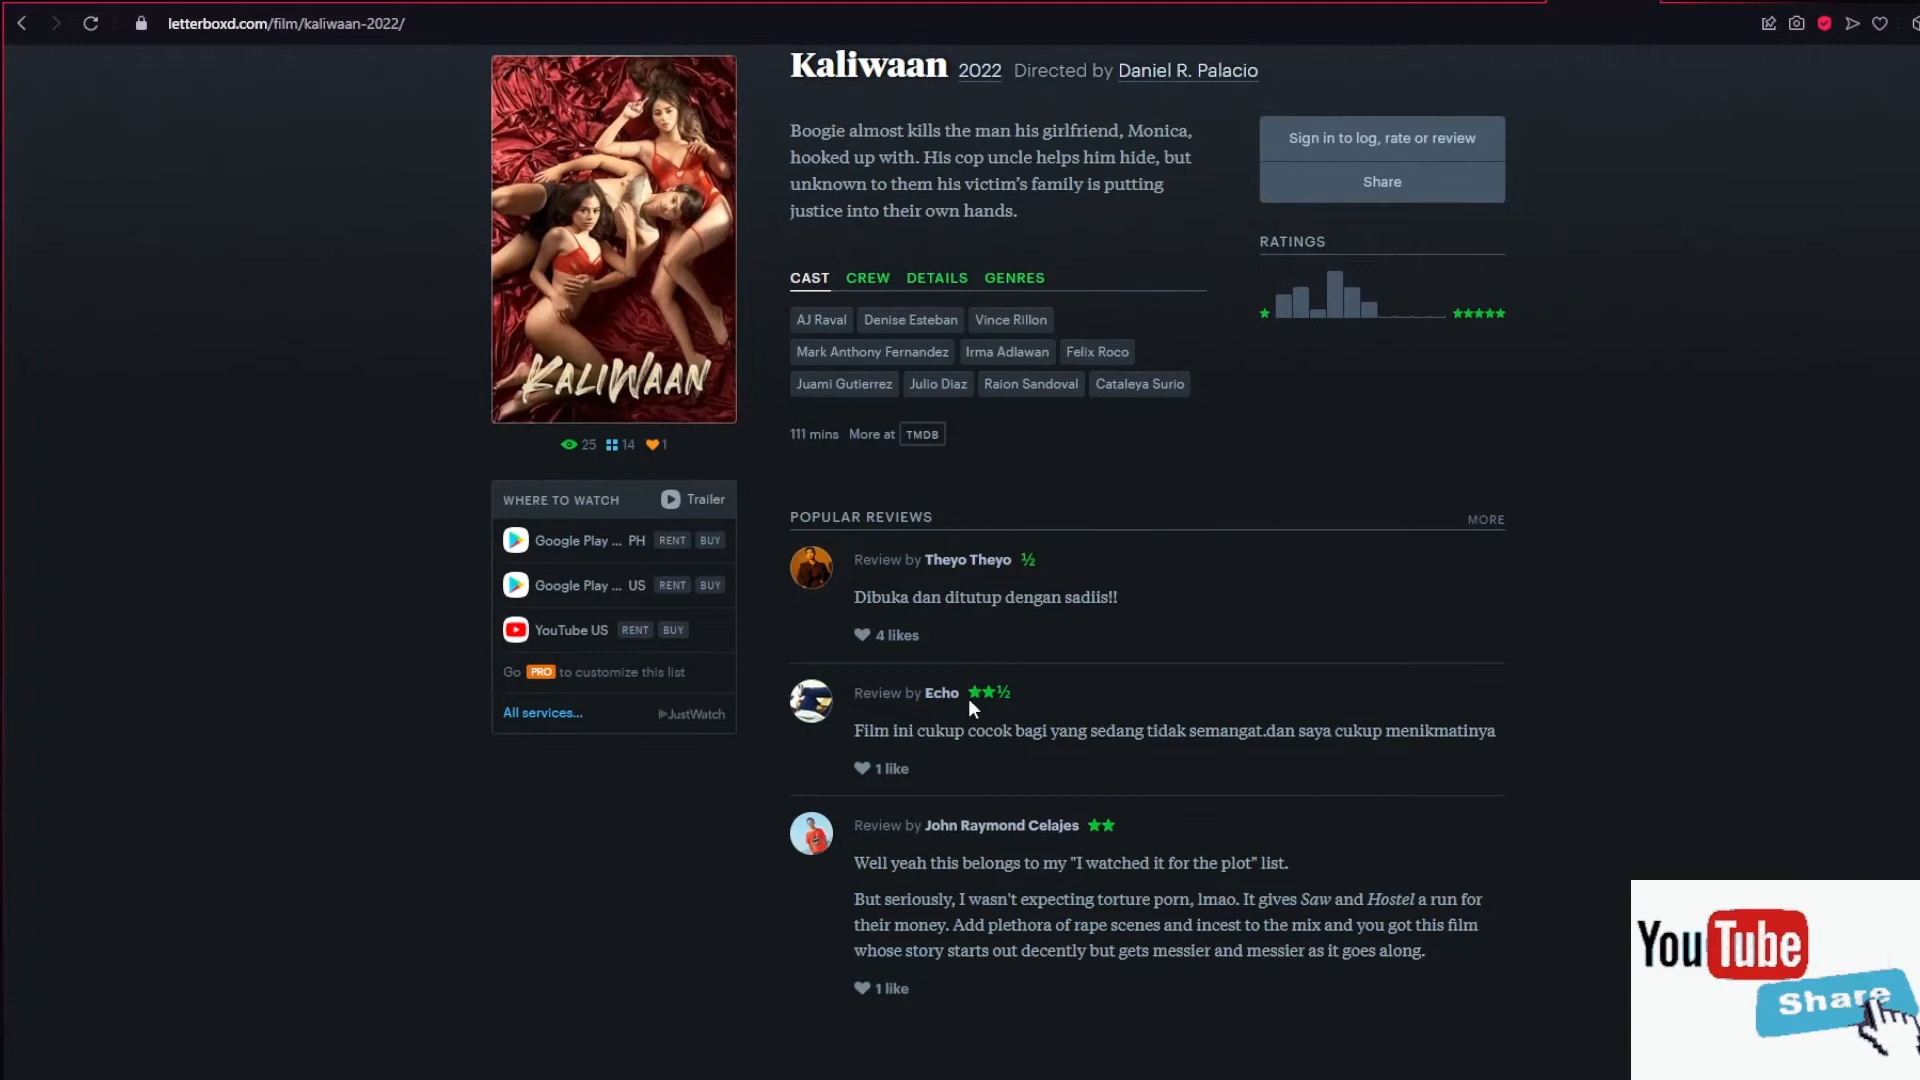 letterboxd.com/film/kaliwaan-2022/
Kaliwaan 2022 Directed by Daniel R. Palacio
Boogie almost kills the man his girlfriend, Monica,
hooked up with. His cop uncle helps him hide, but
unknown to them his victim’s family is putting
justice into their own hands.
Sign in to log, rate or review
Share
RATINGS
CAST CREW DETAILS GENRES
AJ Raval Denise Esteban Vince Rillon
Mark Anthony Fernandez Irma Adlawan Felix Roco
Juami Gutierrez Julio Diaz Raion Sandoval Cataleya Surio
111 mins More at TMDB
KALIWAAN
25 14 1
WHERE TO WATCH Trailer
Google Play ... PH RENT BUY
Google Play ... US RENT BUY
YouTube US RENT BUY
Go PRO to customize this list
All services... JustWatch
POPULAR REVIEWS MORE
Review by Theyo Theyo ½
Dibuka dan ditutup dengan sadiis!!
4 likes
Review by Echo ★★½
Film ini cukup cocok bagi yang sedang tidak semangat.dan saya cukup menikmatinya
1 like
Review by John Raymond Celajes ★★
Well yeah this belongs to my "I watched it for the plot" list.
But seriously, I wasn't expecting torture porn, lmao. It gives Saw and Hostel a run for
their money. Add plethora of rape scenes and incest to the mix and you got this film
whose story starts out decently but gets messier and messier as it goes along.
1 like
YouTube
Share